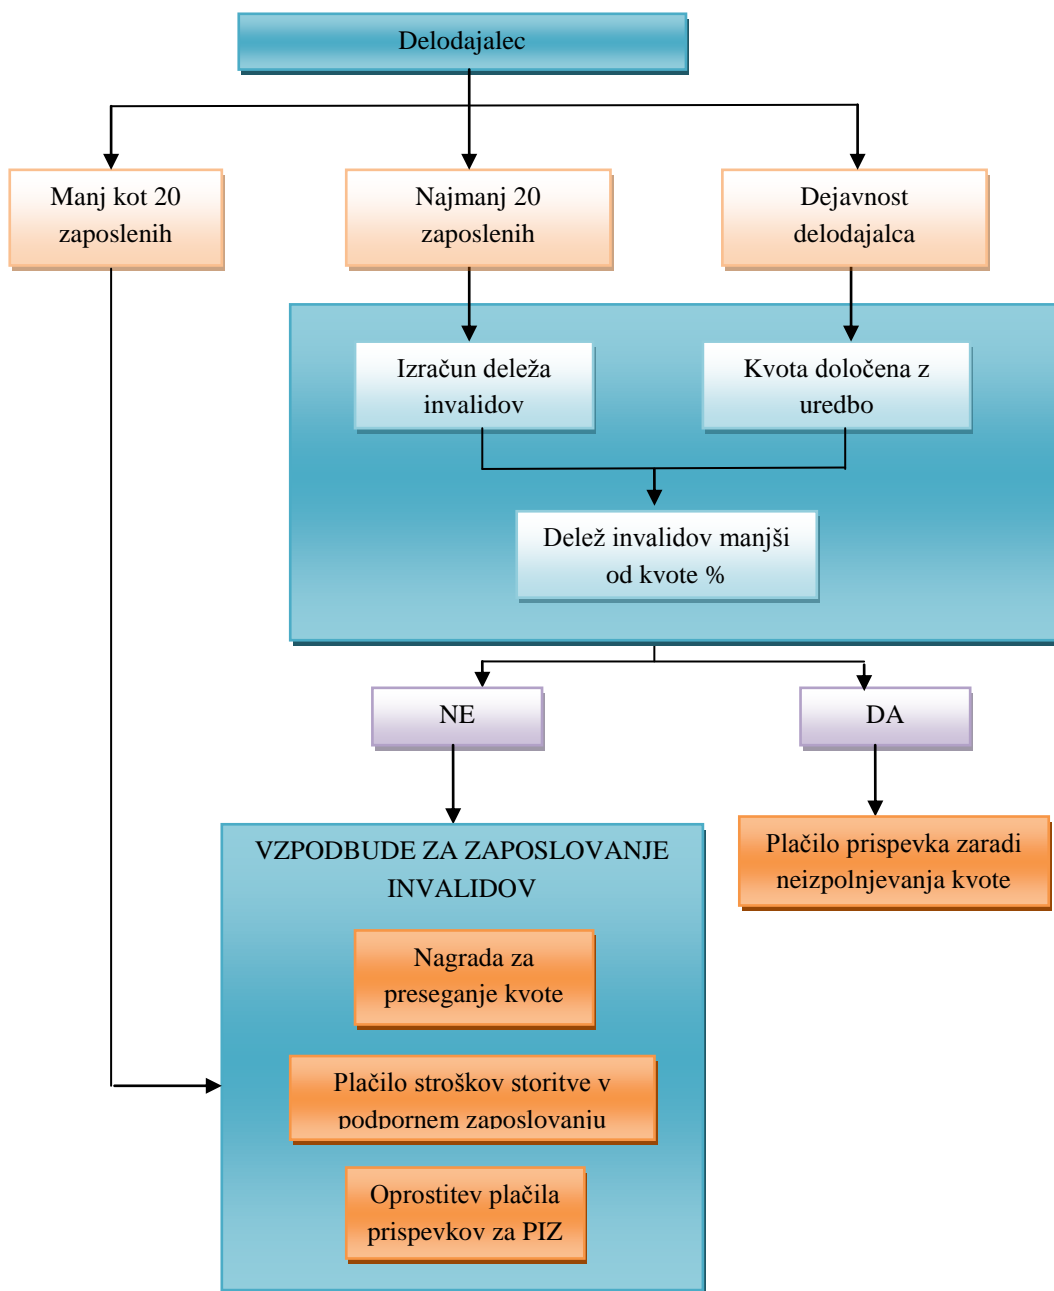 Delodajalec
Manj kot 20
zaposlenih
Najmanj 20
zaposlenih
Dejavnost
delodajalca
Izračun deleža
invalidov
Kvota določena z
uredbo
Delež invalidov manjši
od kvote %
NE
DA
VZPODBUDE ZA ZAPOSLOVANJE
INVALIDOV
Plačilo prispevka zaradi
neizpolnjevanja kvote
Nagrada za
preseganje kvote
Plačilo stroškov storitve v
podpornem zaposlovanju
Oprostitev plačila
prispevkov za PIZ